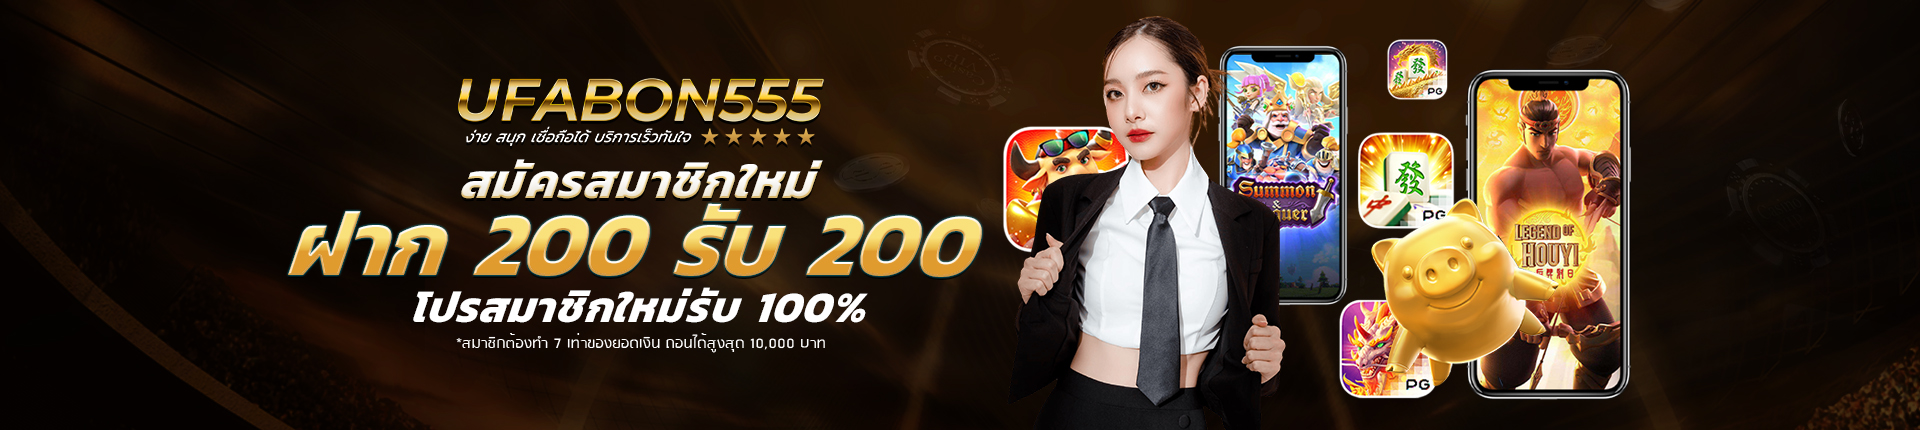 UFABON555
ง่าย สนุก เชื่อถือได้ บริการเร็วทันใจ
สมัครสมาชิกใหม่
ฝาก 200 รับ 200
โปรสมาชิกใหม่รับ 100%
*สมาชิกต้องทำ 7 เท่าของยอดเงิน ถอนได้สูงสุด 10,000 บาท
Summon
&
發
PG
發
PG
LEGEND OF
HOUYI
PG